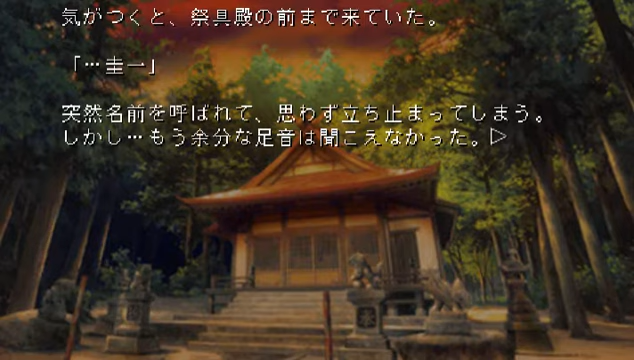 気がつくと、祭具殿の前まで来ていた。
「…圭一」
突然名前を呼ばれて、思わず立ち止まってしまう。
しかし…もう余分な足音は聞こえなかった。▷